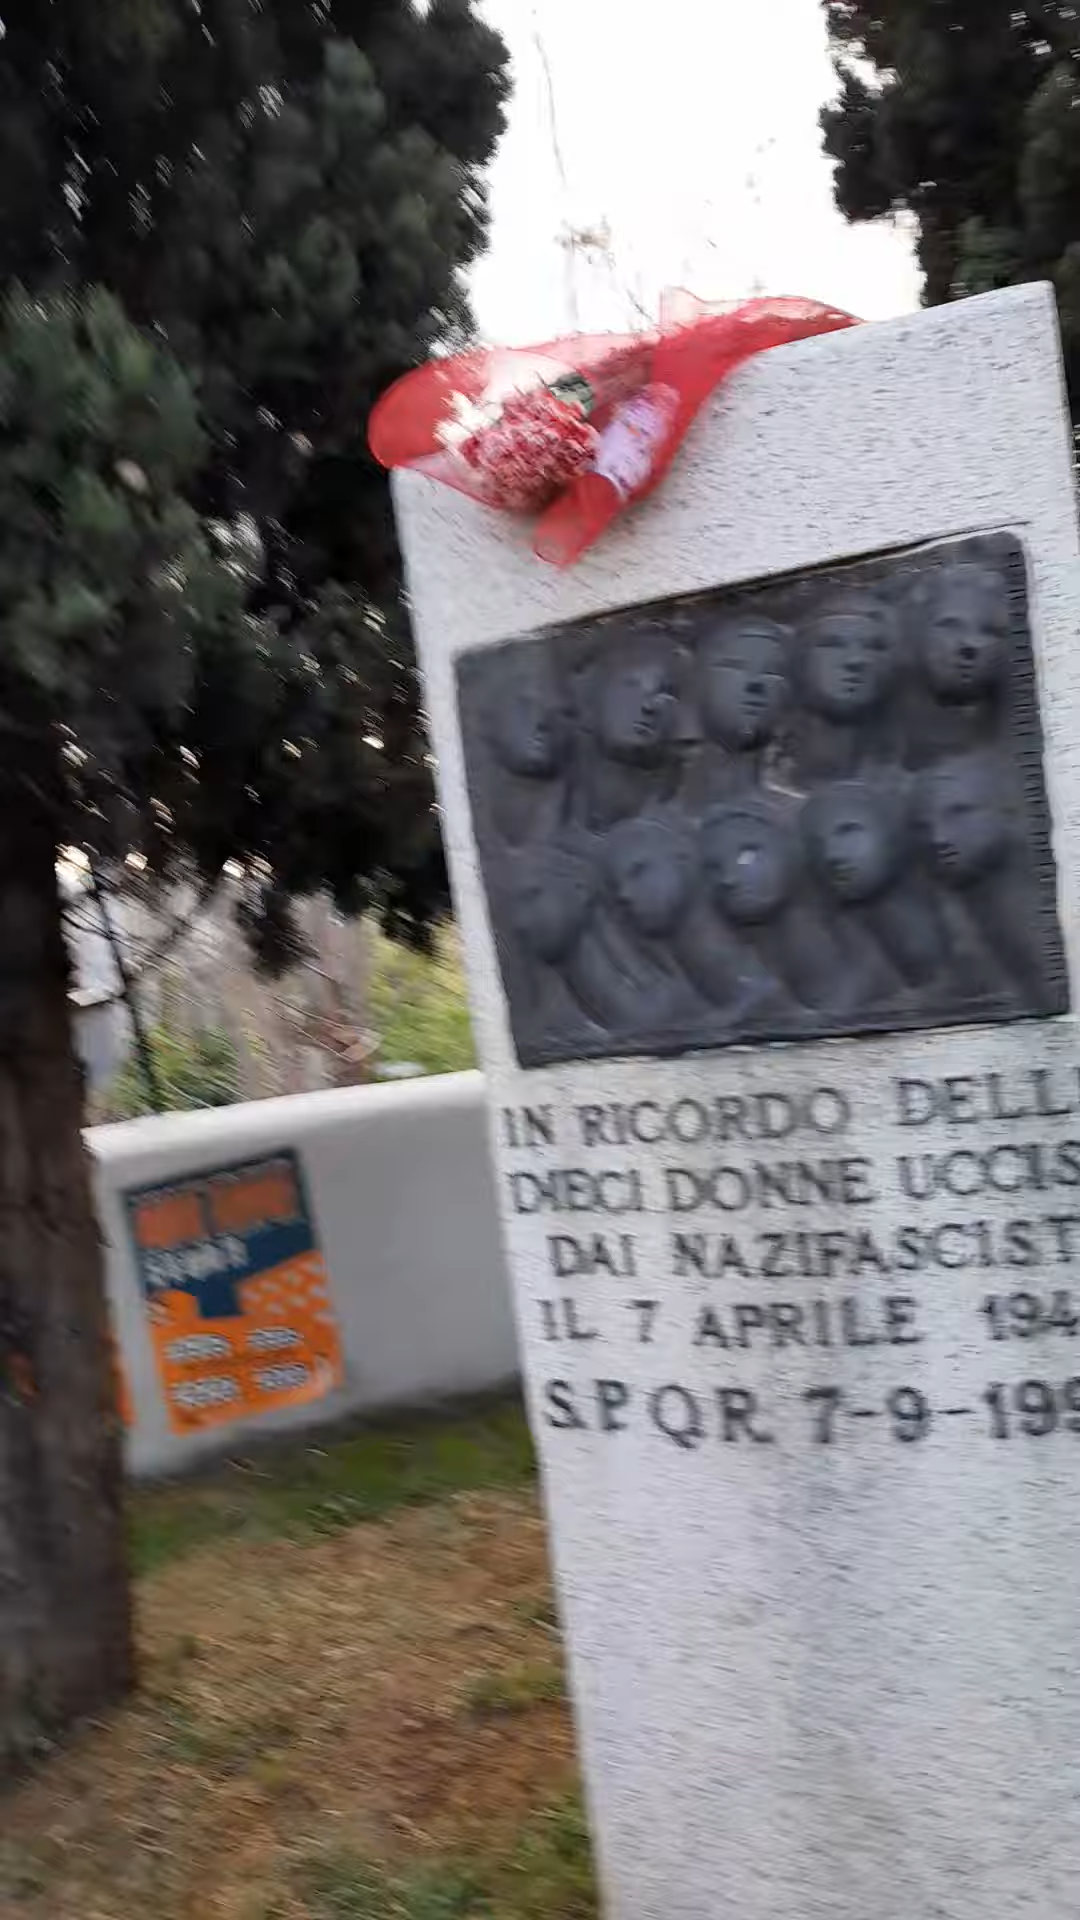 IN RICORDO DELL
DIECI DONNE UCCIS
DAI NAZIFASCIST
IL 7 APRILE 194
S.P.Q.R. 7-9-199